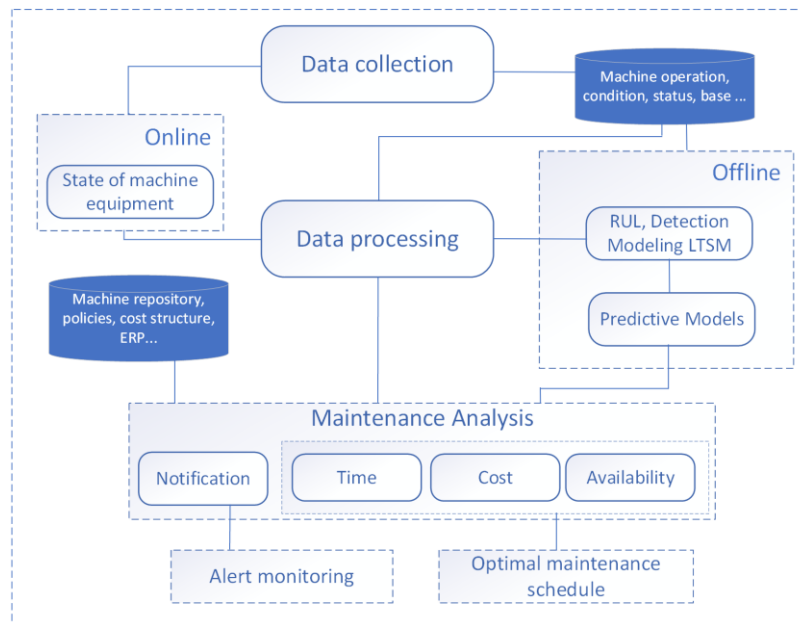 Data collection
Machine operation,
condition, status, base ...
Online
State of machine
equipment
Offline
Data processing
RUL, Detection
Modeling LTSM
Machine repository,
policies, cost structure,
ERP...
Predictive Models
Maintenance Analysis
Notification
Time
Cost
Availability
Alert monitoring
Optimal maintenance
schedule